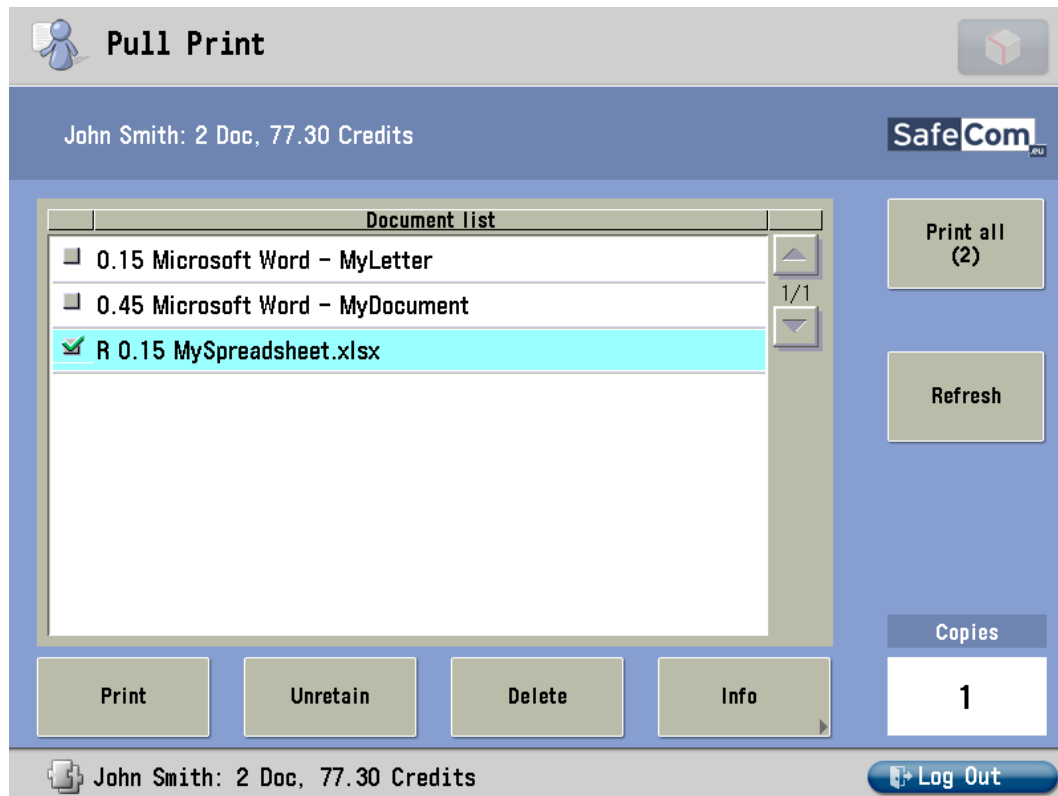 Pull Print
John Smith: 2 Doc, 77.30 Credits
SafeCom.eu
Document list
0.15 Microsoft Word - MyLetter
0.45 Microsoft Word - MyDocument
R 0.15 MySpreadsheet.xlsx
1/1
Print all
(2)
Refresh
Copies
1
Print
Unretain
Delete
Info
John Smith: 2 Doc, 77.30 Credits
Log Out